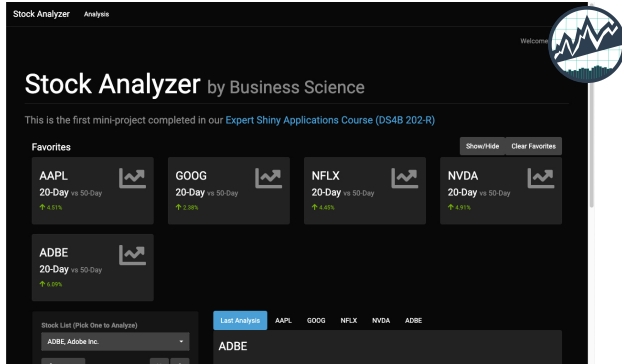 Stock Analyzer Analysis
Welcome
Stock Analyzer by Business Science
This is the first mini-project completed in our Expert Shiny Applications Course (DS4B 202-R)
Favorites Show/Hide Clear Favorites
AAPL GOOG NFLX NVDA
20-Day vs 50-Day 20-Day vs 50-Day 20-Day vs 50-Day 20-Day vs 50-Day
4.51% 2.38% 4.45% 4.91%
ADBE
20-Day vs 50-Day
6.09%
Last Analysis AAPL GOOG NFLX NVDA ADBE
Stock List (Pick One to Analyze)
ADBE, Adobe Inc.
ADBE